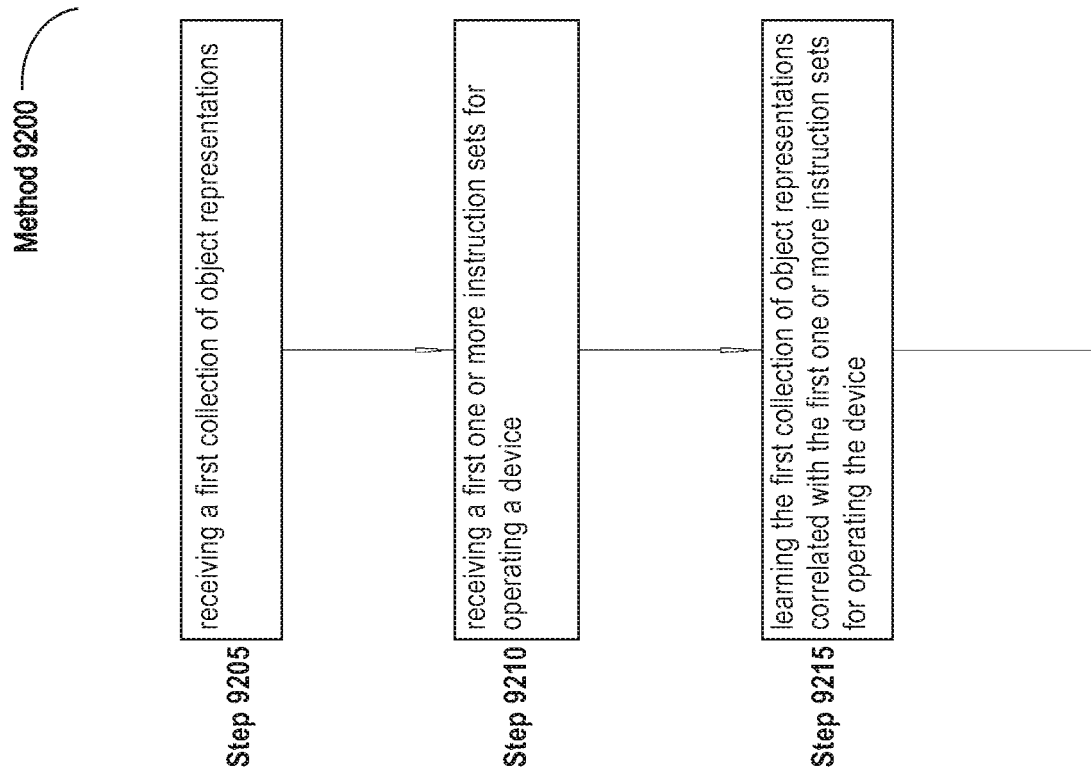 Method 9200
Step 9205
receiving a first collection of object representations
Step 9210
receiving a first one or more instruction sets for
operating a device
Step 9215
learning the first collection of object representations
correlated with the first one or more instruction sets
for operating the device